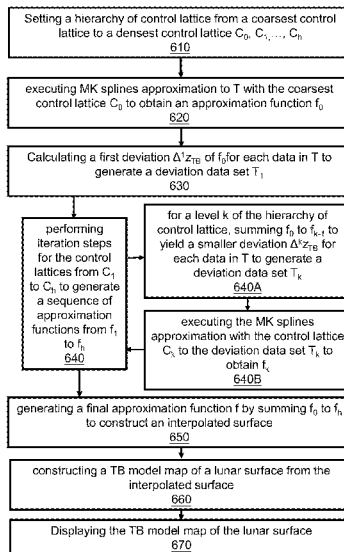 Setting a hierarchy of control lattice from a coarsest control
lattice to a densest control lattice C₀, C₁,..., Cₕ
610
executing MK splines approximation to T with the coarsest
control lattice C₀ to obtain an approximation function f₀
620
Calculating a first deviation Δ¹z_TB of f₀for each data in T to
generate a deviation data set T₁
630
performing
iteration steps
for the
control lattices from C₁
to Cₕ to generate
a sequence of
approximation
functions from f₁
to fₕ
640
for a level k of the hierarchy of
control lattice, summing f₀ to fₖ₋₁ to
yield a smaller deviation Δᵏz_TB for
each data in T to generate a
deviation data set Tₖ
640A
executing the MK splines
approximation with the control lattice
Cₖ to the deviation data set Tₖ to
obtain fₖ
640B
generating a final approximation function f by summing f₀ to fₕ
to construct an interpolated surface
650
constructing a TB model map of a lunar surface from the
interpolated surface
660
Displaying the TB model map of the lunar surface
670